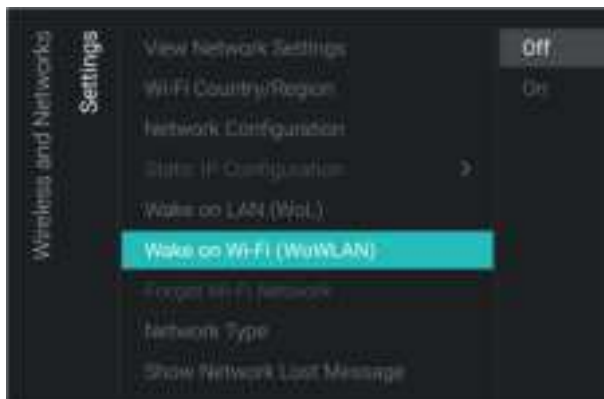 Wireless and Networks
Settings
View Network Settings
Wi-Fi Country/Region
Network Configuration
Static IP Configuration
Wake on LAN (WoL)
Wake on Wi-Fi (WoWLAN)
Forget Wi-Fi Network
Network Type
Show Network Lost Message
Off
On